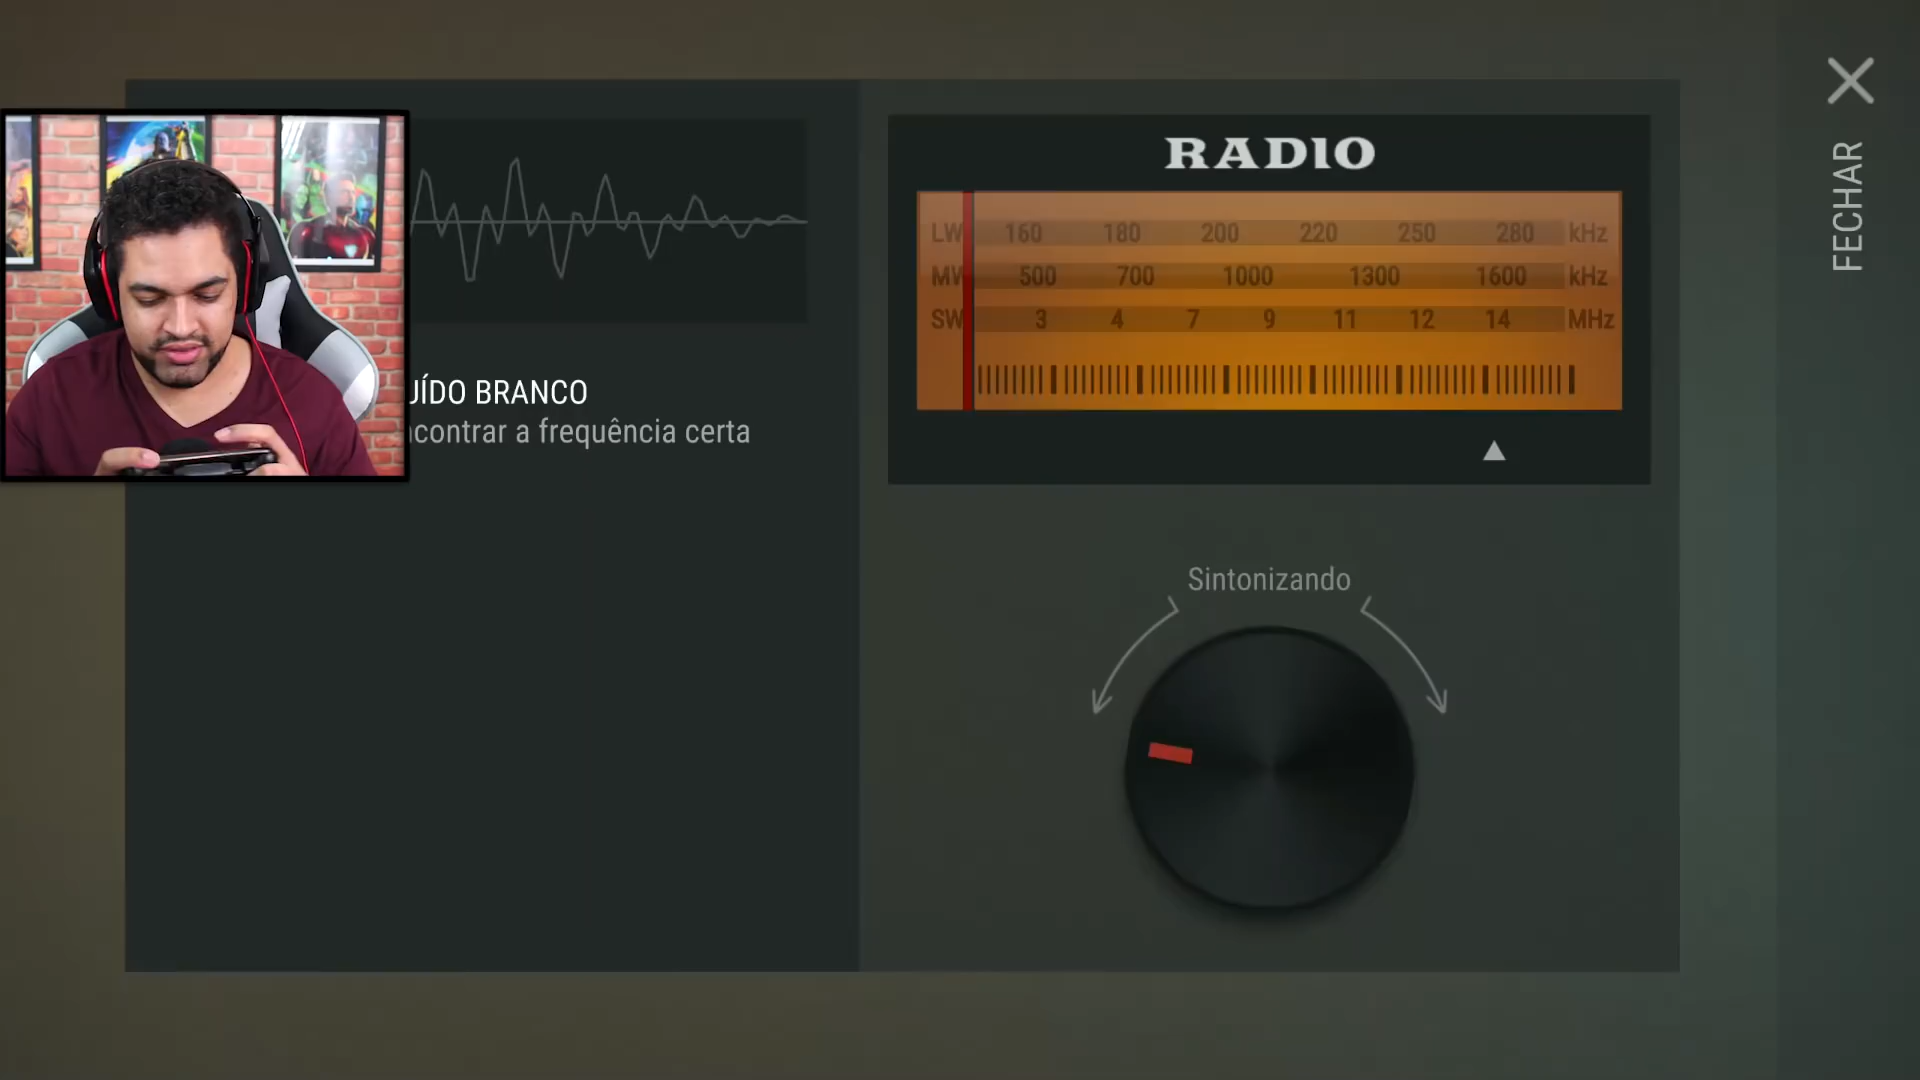 RADIO
LW 160 180 200 220 250 280 kHz
MW 500 700 1000 1300 1600 kHz
SW 3 4 7 9 11 12 14 MHz
UÍDO BRANCO
contrar a frequência certa
Sintonizando
FECHAR